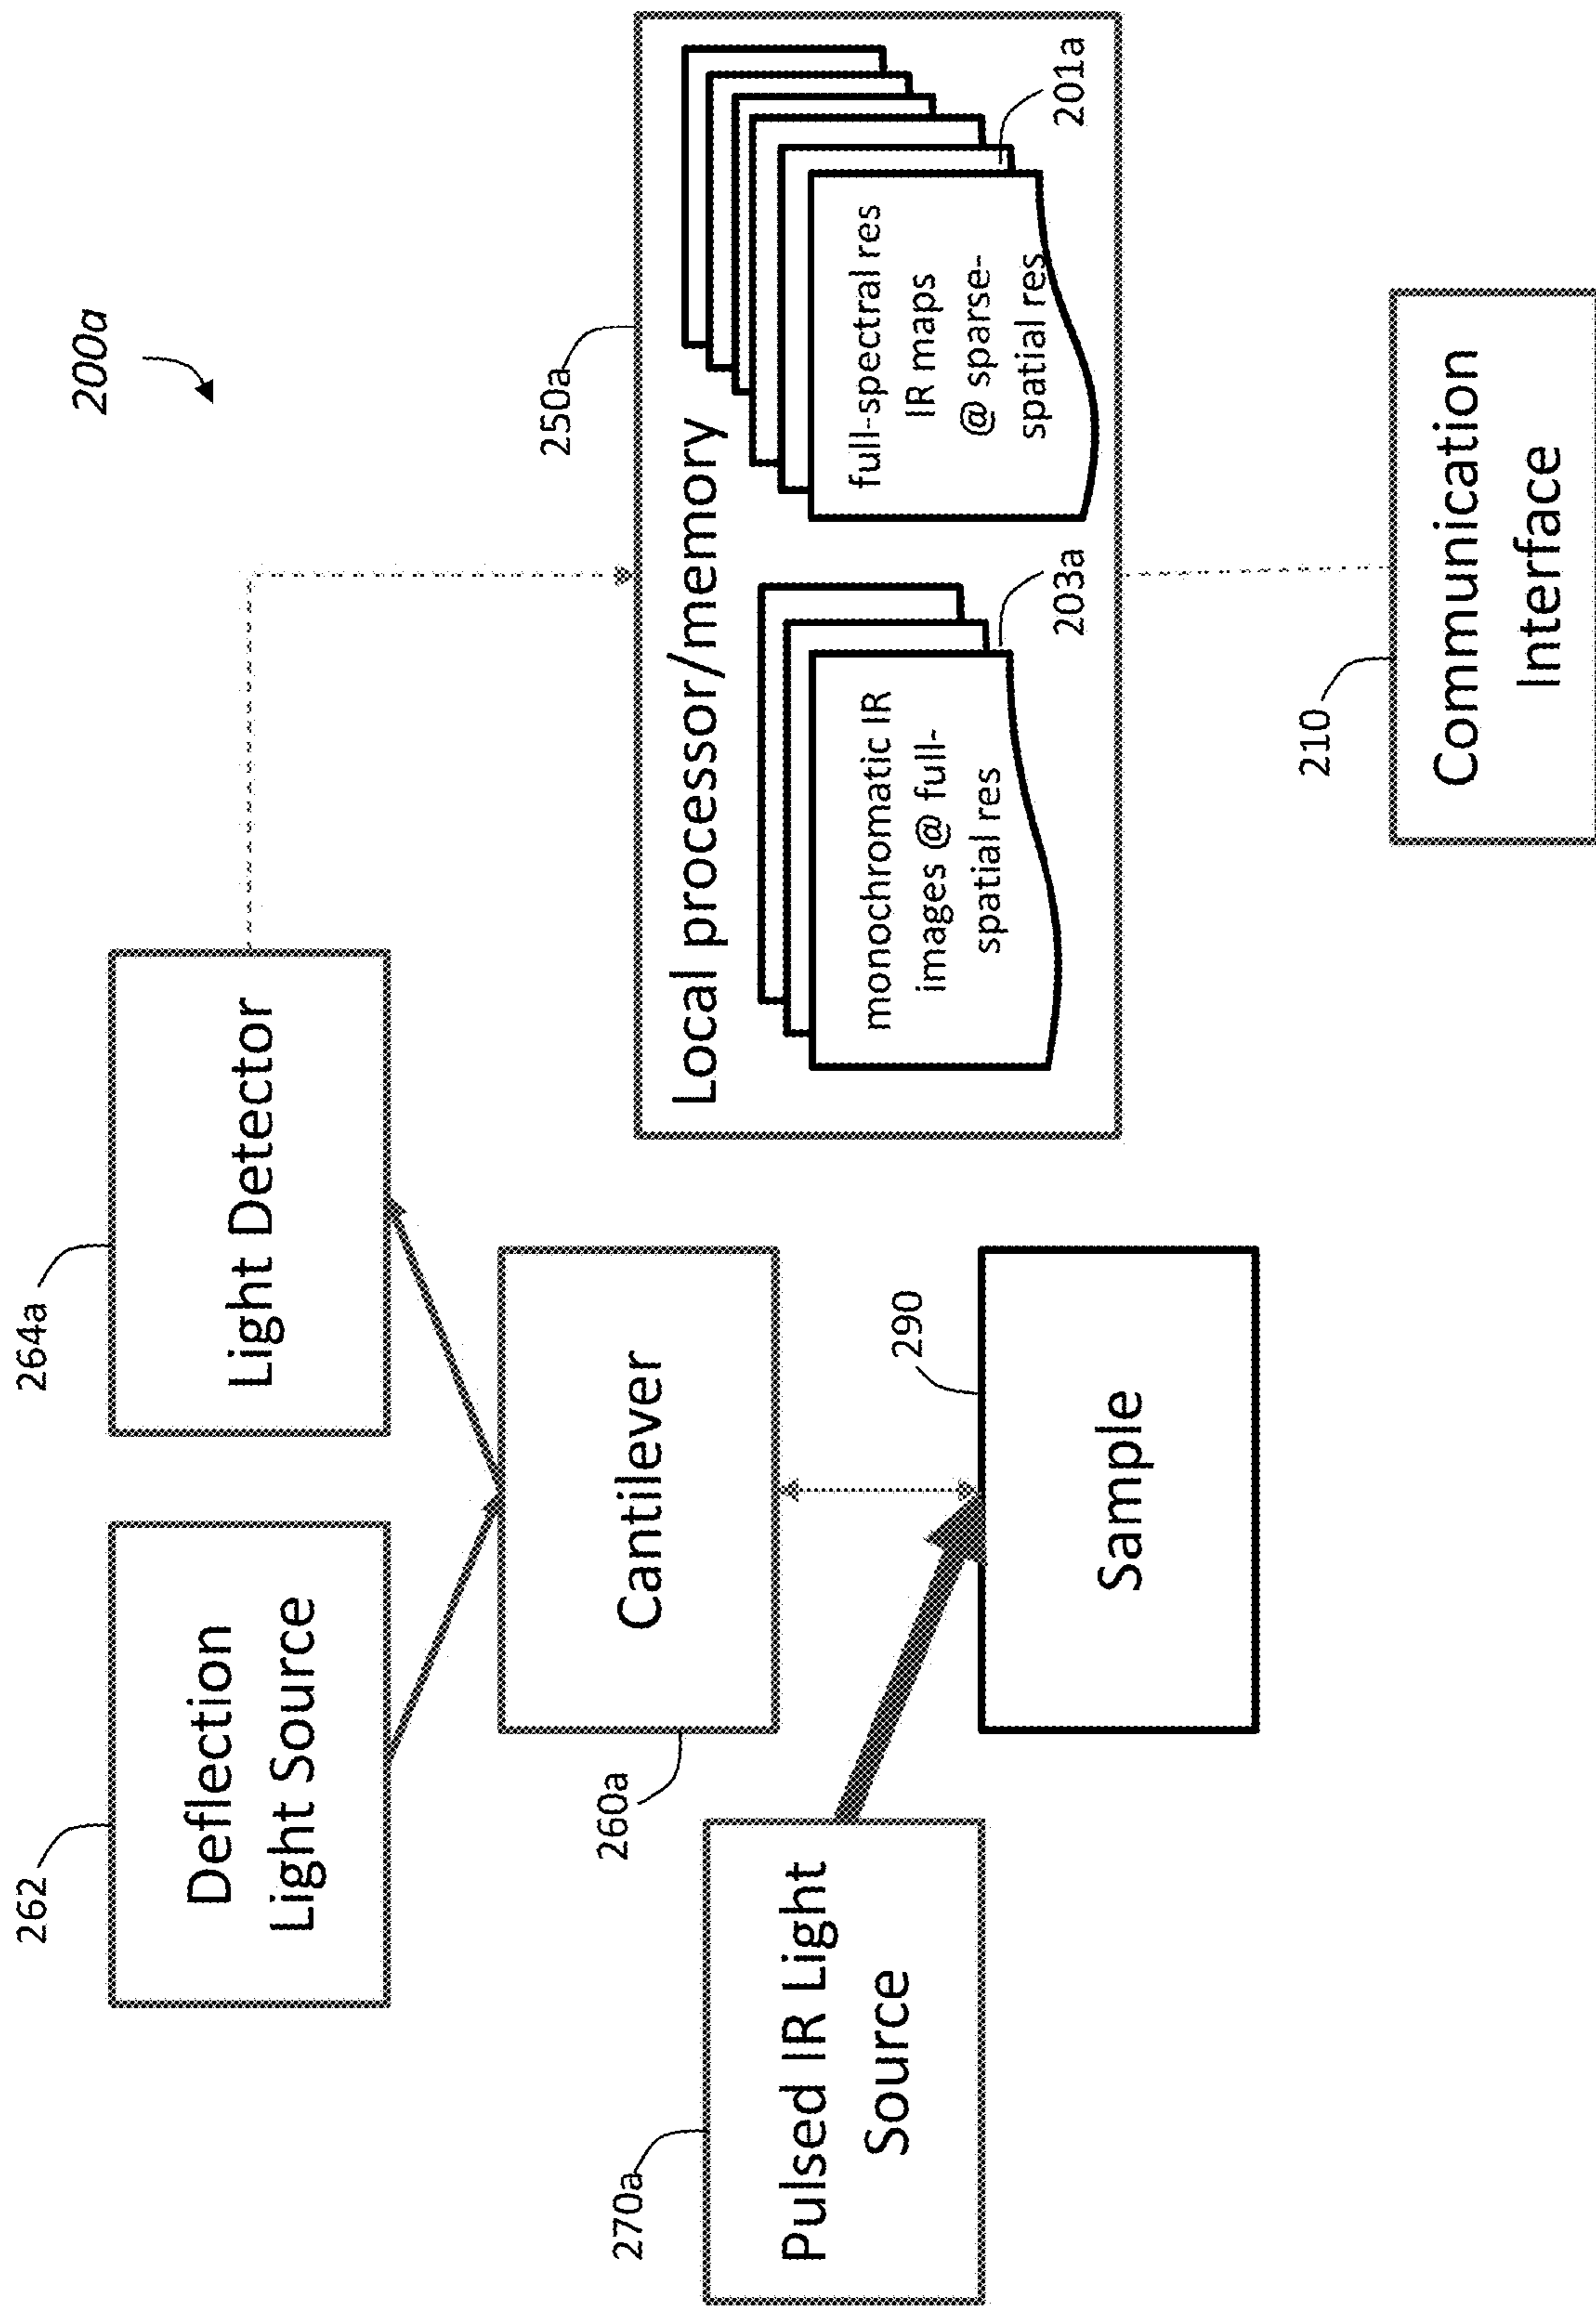 200a
262
Deflection
Light Source
264a
Light Detector
260a
Cantilever
270a
Pulsed IR Light
Source
290
Sample
250a
Local processor/memory
monochromatic IR
images @ full-
spatial res
203a
full-spectral res
IR maps
@ sparse-
spatial res
201a
210
Communication
Interface